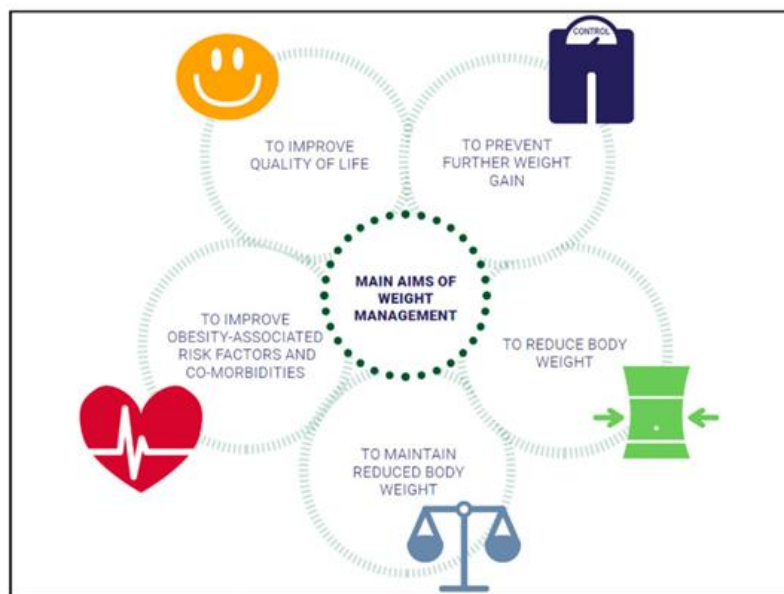 CONTROL
TO IMPROVE
QUALITY OF LIFE
TO PREVENT
FURTHER WEIGHT
GAIN
MAIN AIMS OF
WEIGHT
MANAGEMENT
TO IMPROVE
OBESITY-ASSOCIATED
RISK FACTORS AND
CO-MORBIDITIES
TO REDUCE BODY
WEIGHT
TO MAINTAIN
REDUCED BODY
WEIGHT